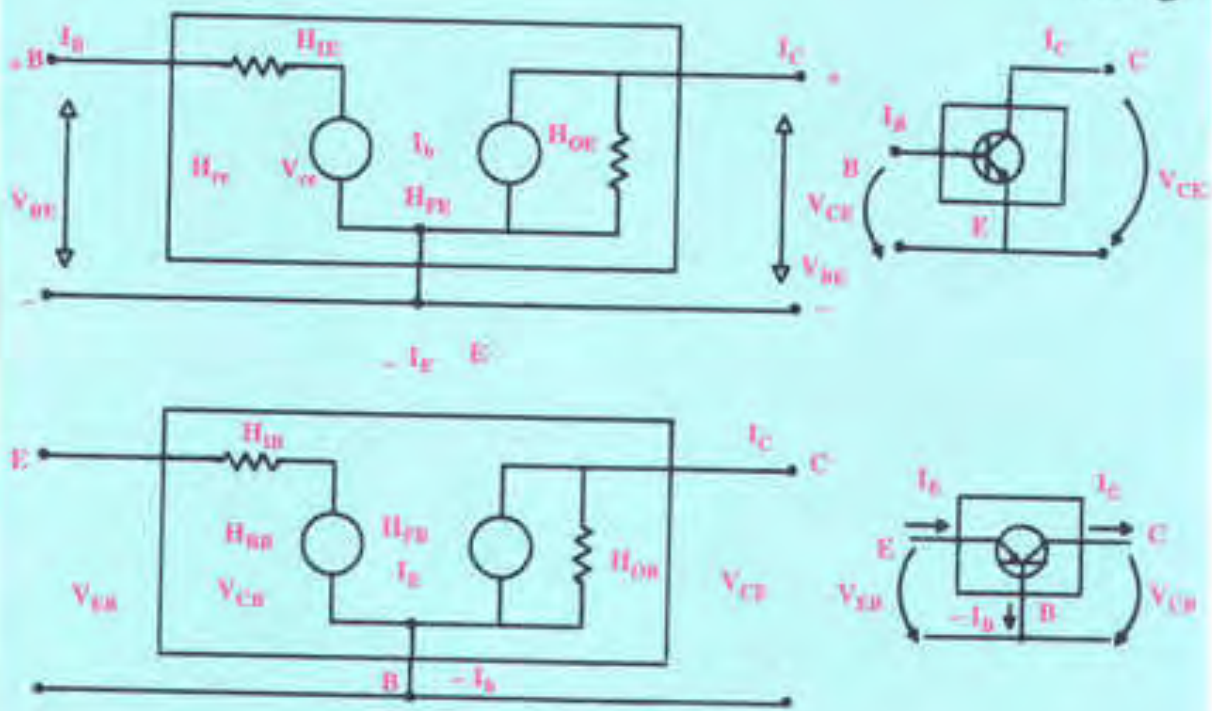 I_B H_IE I_C I_C C
+ B +
I_B
H_re V_ce I_b H_OE B
V_BE H_FE V_CE V_CE
E
V_BE
− −
− I_E E
H_IB I_C
E C
I_E I_C
H_RB H_FB E C
V_EB V_CB I_E H_OB V_CE V_EB V_CB
− I_B B
B − I_b